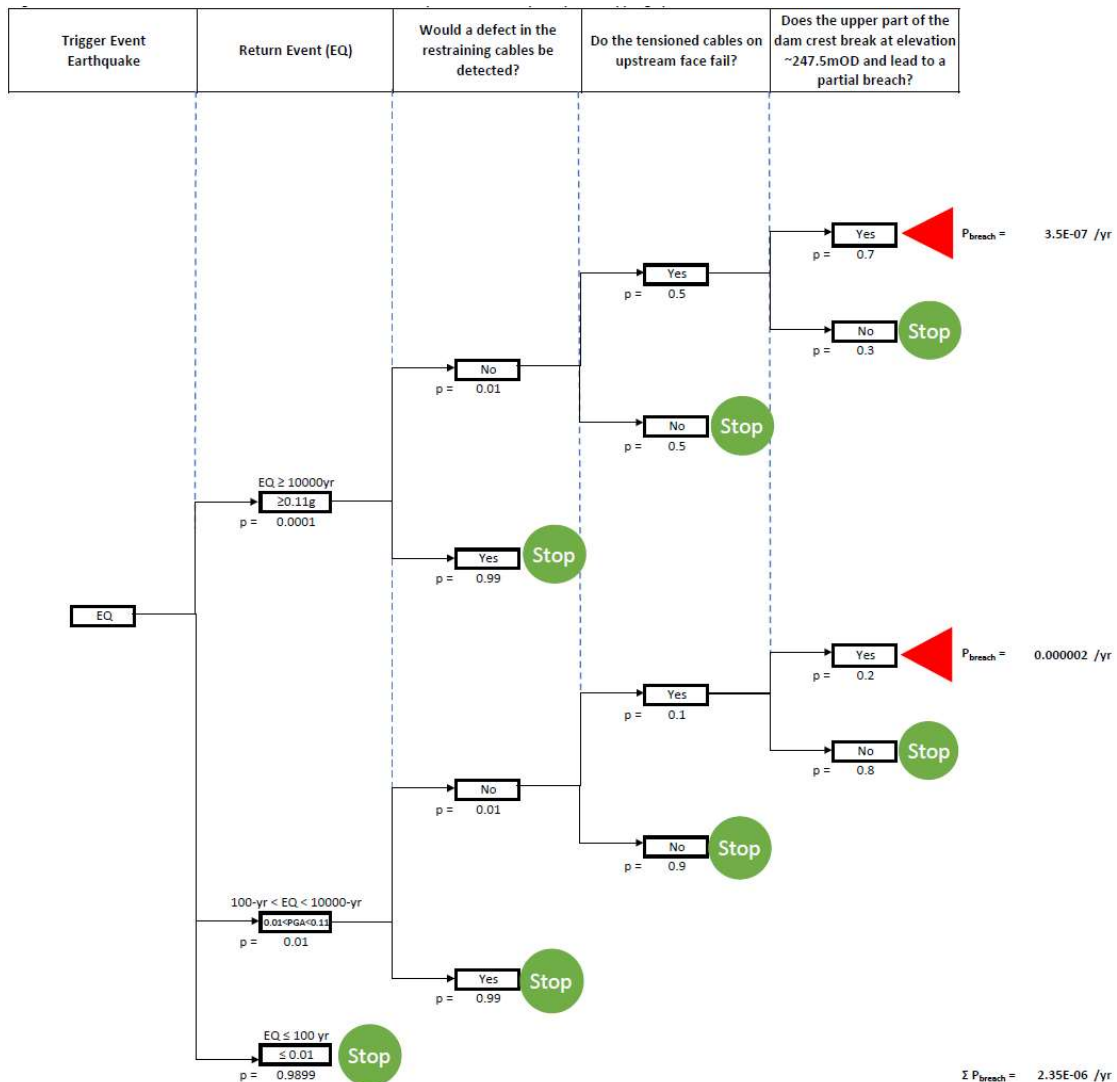 Trigger Event
Earthquake
Return Event (EQ)
Would a defect in the
restraining cables be
detected?
Do the tensioned cables on
upstream face fail?
Does the upper part of the
dam crest break at elevation
~247.5mOD and lead to a
partial breach?
Yes
p = 0.7
Pbreach = 3.5E-07 /yr
Yes
p = 0.5
No
p = 0.3
Stop
No
p = 0.01
No
p = 0.5
Stop
EQ ≥ 10000yr
≥0.11g
p = 0.0001
Yes
p = 0.99
Stop
EQ
Yes
p = 0.2
Pbreach = 0.000002 /yr
Yes
p = 0.1
No
p = 0.8
Stop
No
p = 0.01
No
p = 0.9
Stop
100-yr < EQ < 10000-yr
0.01<PGA<0.11
p = 0.01
Yes
p = 0.99
Stop
EQ ≤ 100 yr
≤ 0.01
p = 0.9899
Stop
Σ Pbreach = 2.35E-06 /yr